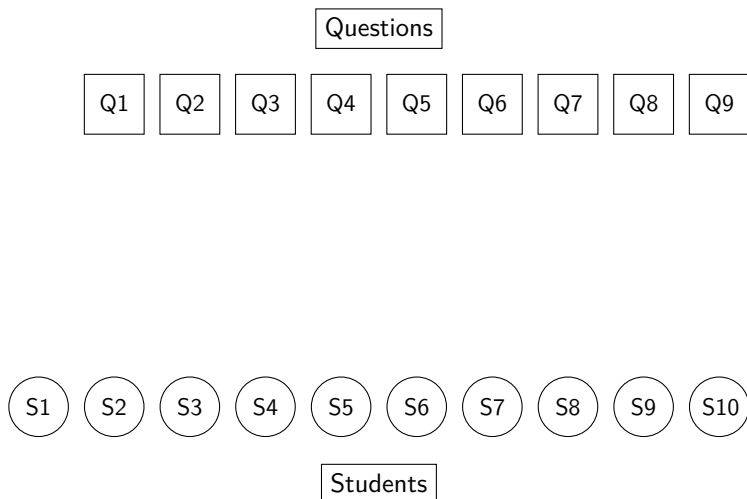 Questions
Q1 Q2 Q3 Q4 Q5 Q6 Q7 Q8 Q9
S1 S2 S3 S4 S5 S6 S7 S8 S9 S10
Students